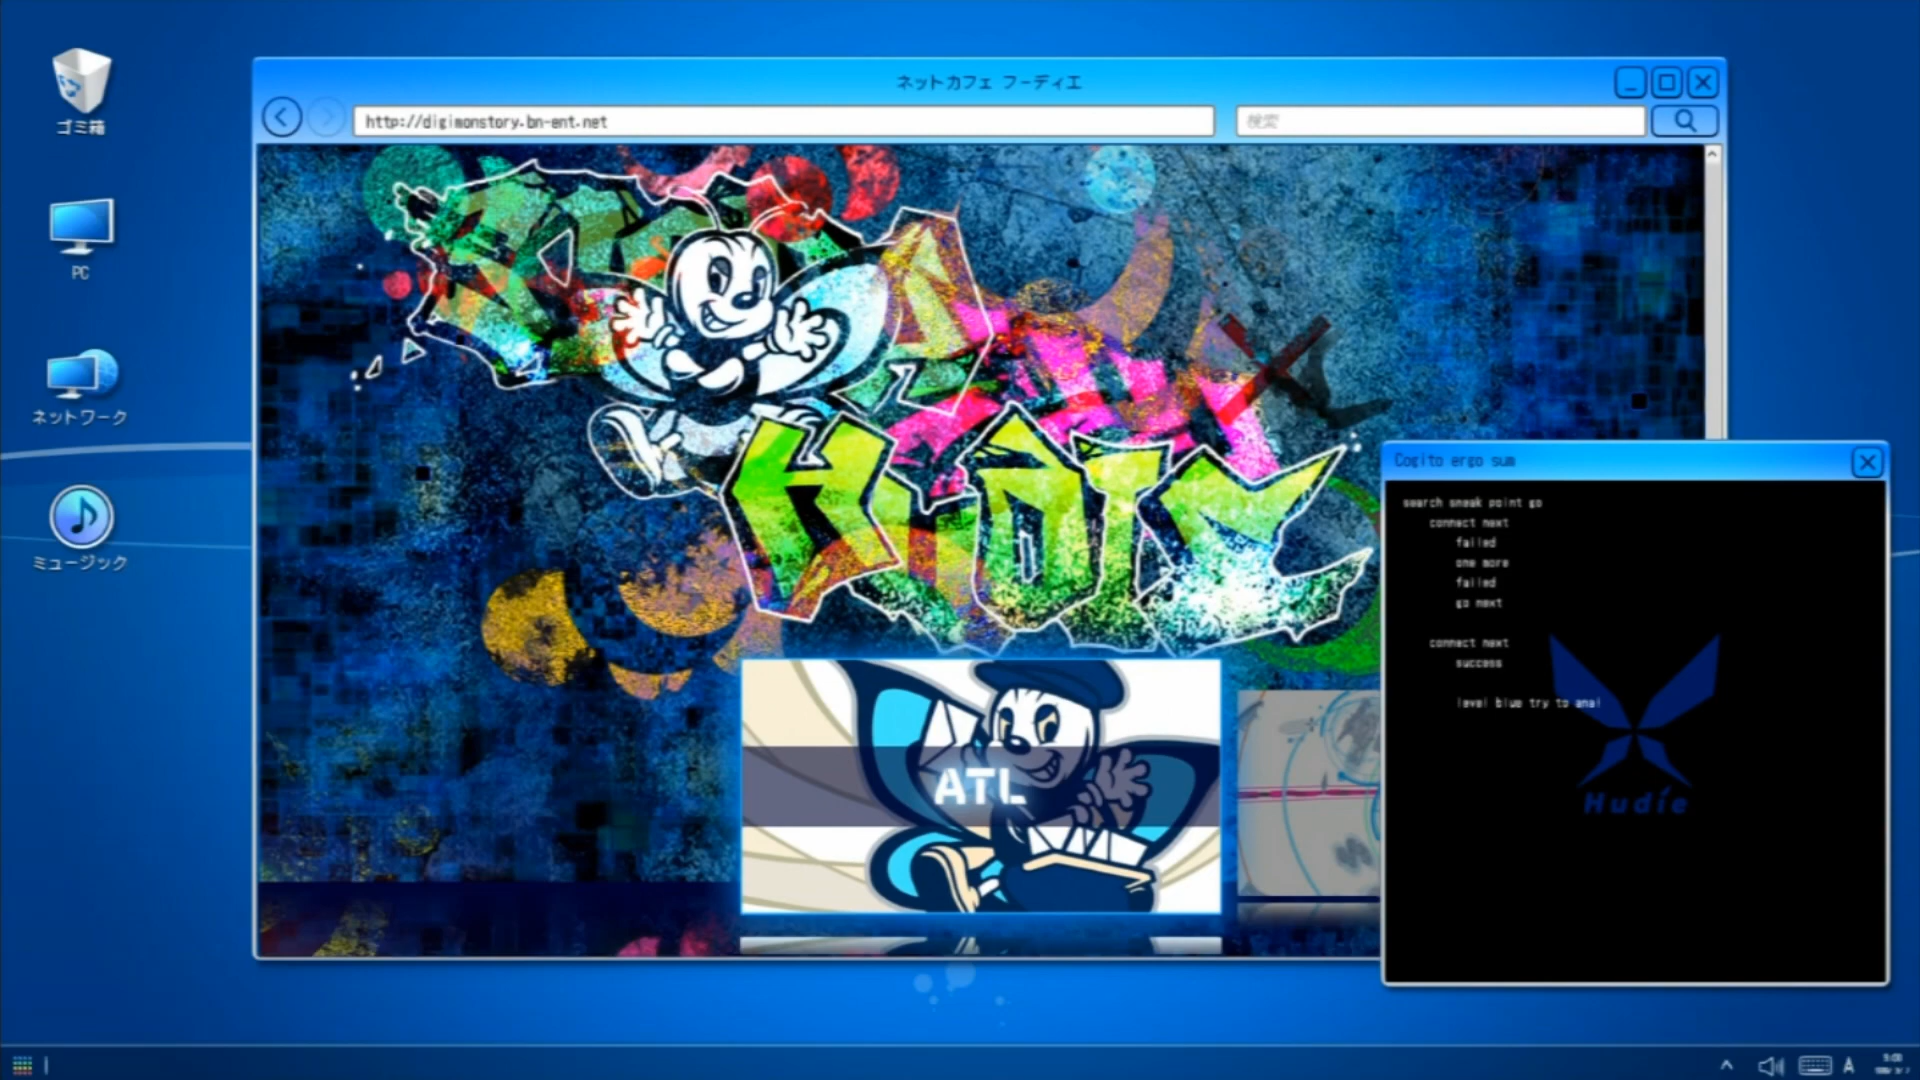 ゴミ箱
PC
ネットワーク
ミュージック
ネットカフェ フーディエ
http://digimonstory.bn-ent.net
検索
HuDIE
ATL
Cogito ergo sum
search sneak point go
connect next
failed
one more
failed
go next
connect next
success
level blue try to anal
Hudie
A